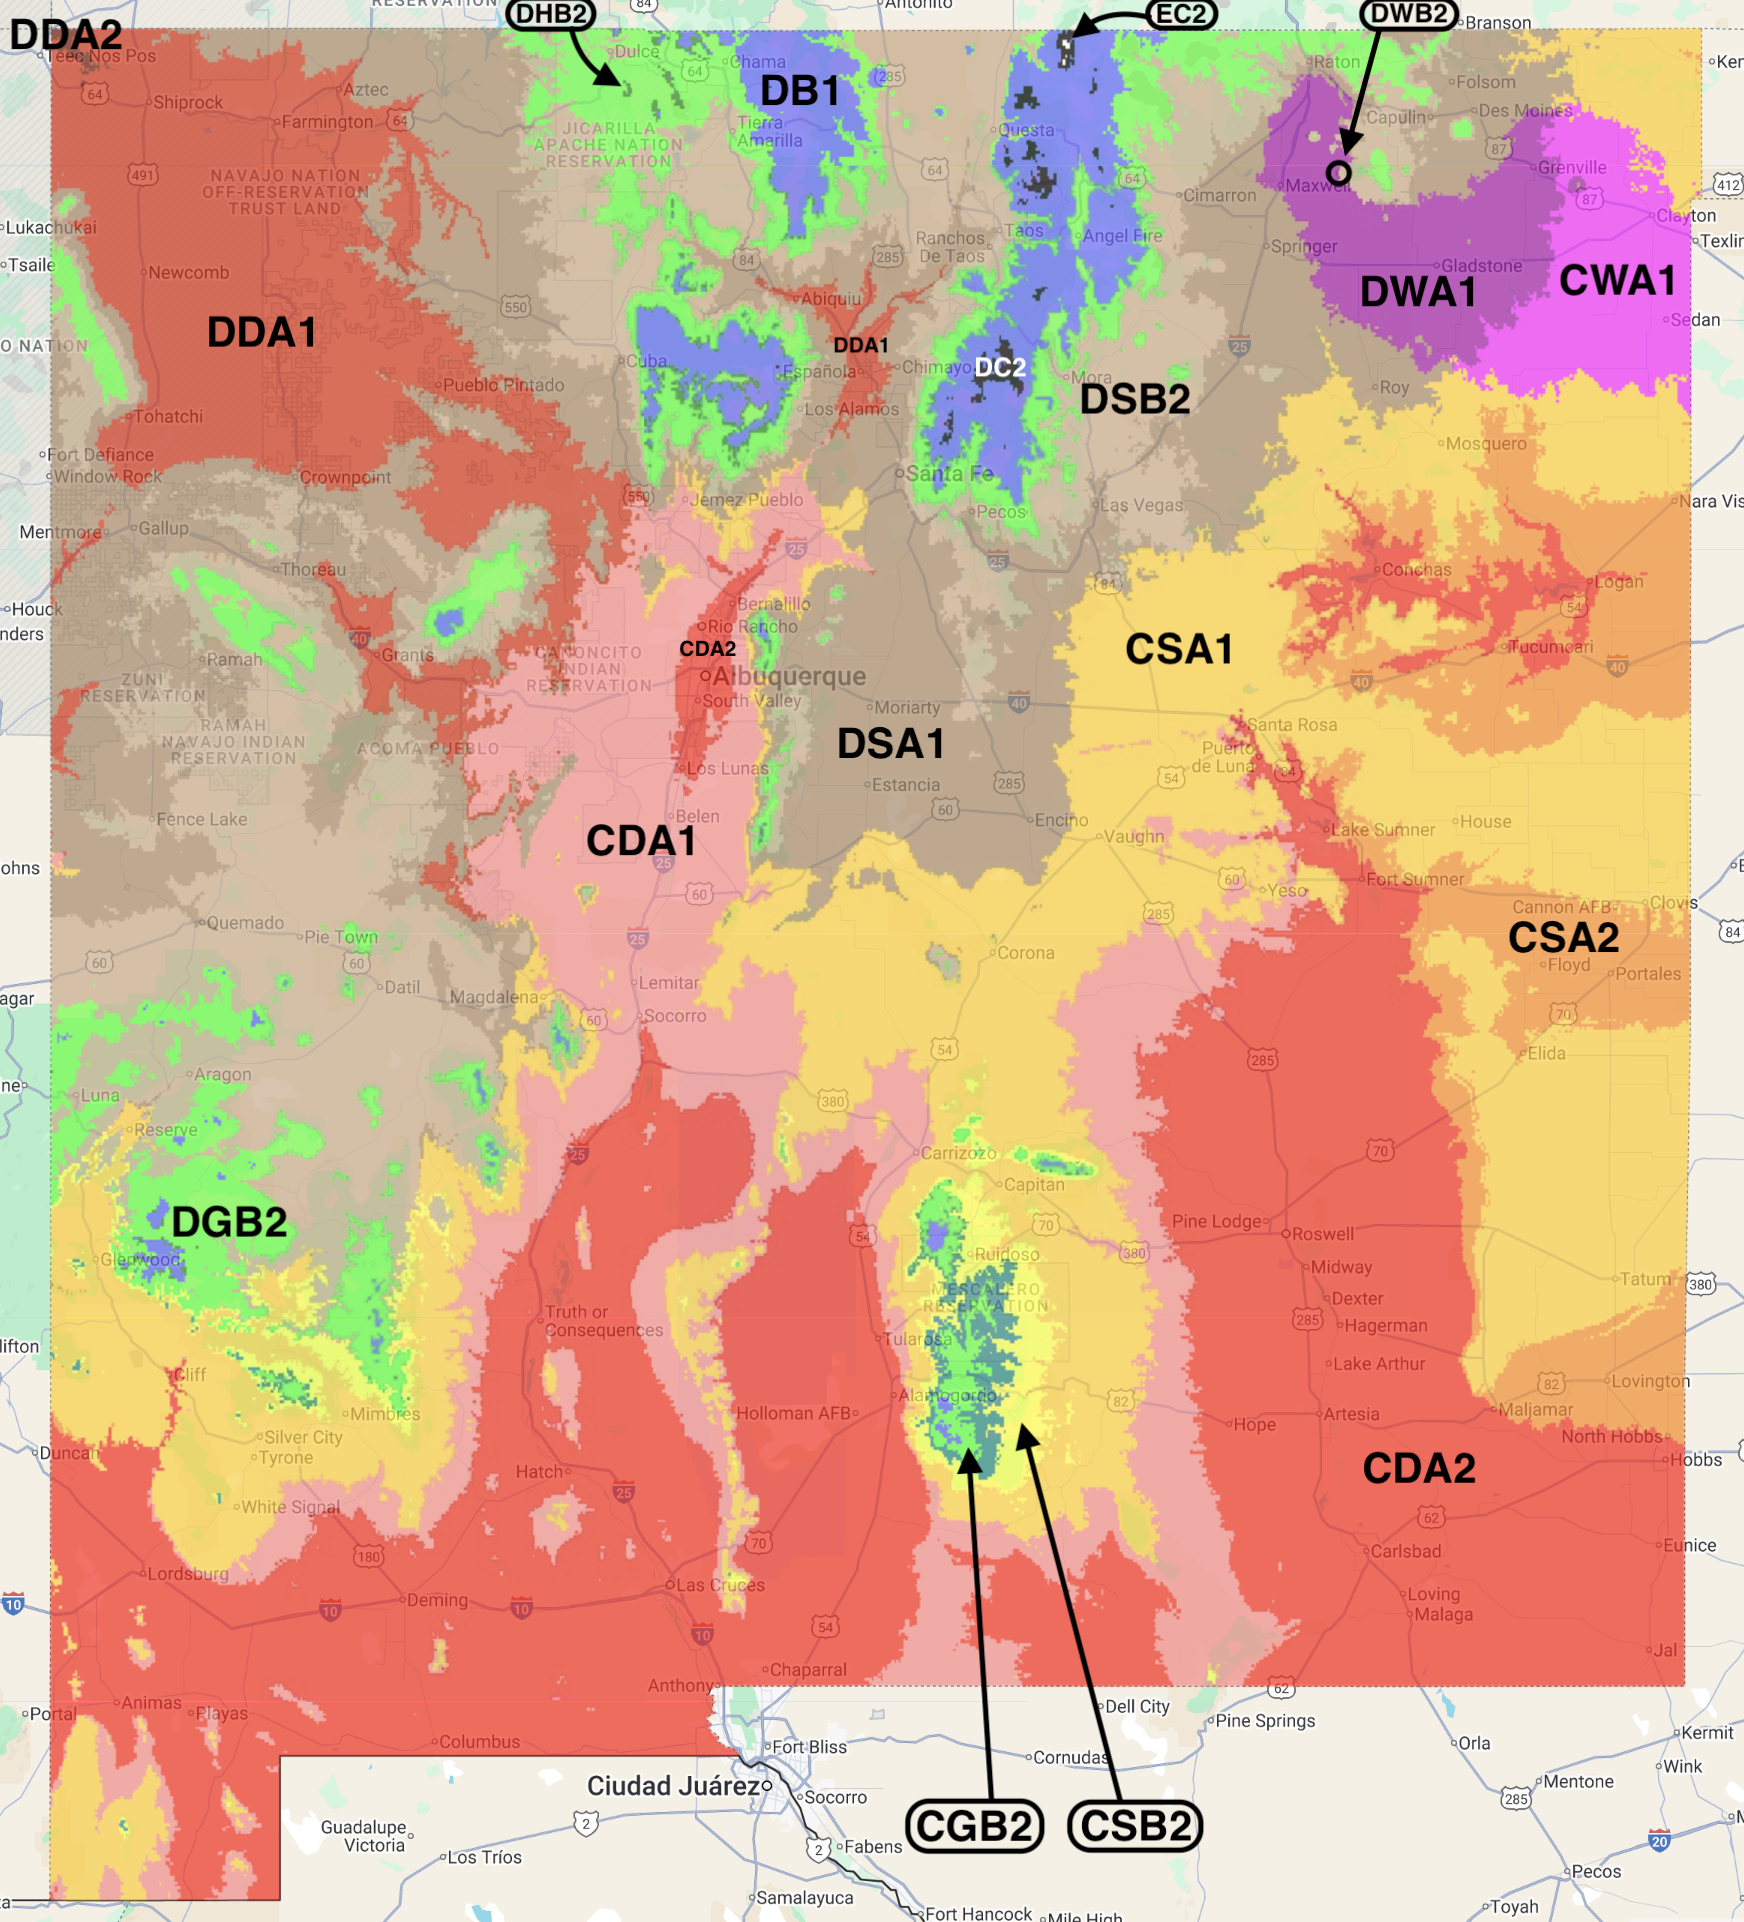 RESERVATION
84
Antonito
DHB2
EC2
DWB2
Branson
DDA2
Teec Nos Pos
Dulce
64
Chama
285
Raton
Folsom
Ken
64
Shiprock
Aztec
DB1
Farmington
64
Tierra
Amarilla
Questa
Capulin
Des Moines
JICARILLA
APACHE NATION
RESERVATION
87
491
NAVAJO NATION
OFF-RESERVATION
TRUST LAND
64
64
Maxwell
Grenville
87
412
Cimarron
Clayton
Lukachukai
Taos
Angel Fire
Ranchos
De Taos
Springer
Texlin
Tsaile
Newcomb
84
285
Gladstone
CWA1
DWA1
550
Abiquiu
Sedan
O NATION
DDA1
DDA1
25
Cuba
Española
Chimayo
DC2
Mora
Pueblo Pintado
Roy
DSB2
Los Alamos
Tohatchi
Mosquero
Fort Defiance
Window Rock
Crownpoint
Santa Fe
550
Jemez Pueblo
Pecos
Las Vegas
Nara Vis
Mentmore
Gallup
25
25
Thoreau
84
Conchas
Logan
Houck
nders
Bernalillo
54
Rio Rancho
40
CDA2
CSA1
Grants
CANONCITO
INDIAN
RESERVATION
Ramah
Tucumcari
40
Albuquerque
ZUNI
RESERVATION
South Valley
40
40
Moriarty
RAMAH
NAVAJO INDIAN
RESERVATION
ACOMA PUEBLO
DSA1
Santa Rosa
Puerto
de Luna
Los Lunas
54
84
Estancia
285
Fence Lake
Belen
60
Encino
House
CDA1
Vaughn
Lake Sumner
25
ohns
60
60
Yeso
Fort Sumner
Quemado
Pie Town
285
Cannon AFB
Clovis
25
CSA2
84
60
60
Corona
Floyd
Portales
Datil
Magdalena
Lemitar
agar
60
Socorro
70
54
285
Elida
Aragon
ne
Luna
380
Reserve
25
Carrizozo
70
Capitan
DGB2
Pine Lodge
70
54
Roswell
380
Glenwood
Ruidoso
Midway
Tatum
380
MESCALERO
RESERVATION
Dexter
Truth or
Consequences
285
Hagerman
Tularosa
lifton
Lake Arthur
Cliff
82
Lovington
Alamogordo
82
Mimbres
Holloman AFB
Hope
Artesia
Maljamar
Silver City
North Hobbs
Duncan
Tyrone
Hobbs
Hatch
CDA2
25
White Signal
62
70
180
Carlsbad
Eunice
Lordsburg
Las Cruces
Loving
10
Deming
10
10
Malaga
10
54
Jal
Chaparral
Anthony
62
Animas
Dell City
Portal
Playas
Pine Springs
Kermit
Columbus
Fort Bliss
Orla
Cornudas
Wink
Ciudad Juárez
Mentone
Socorro
285
2
CGB2
CSB2
Guadalupe
Victoria
20
2
Fabens
Los Tríos
Pecos
Samalayuca
Toyah
Fort Hancock
Mile High